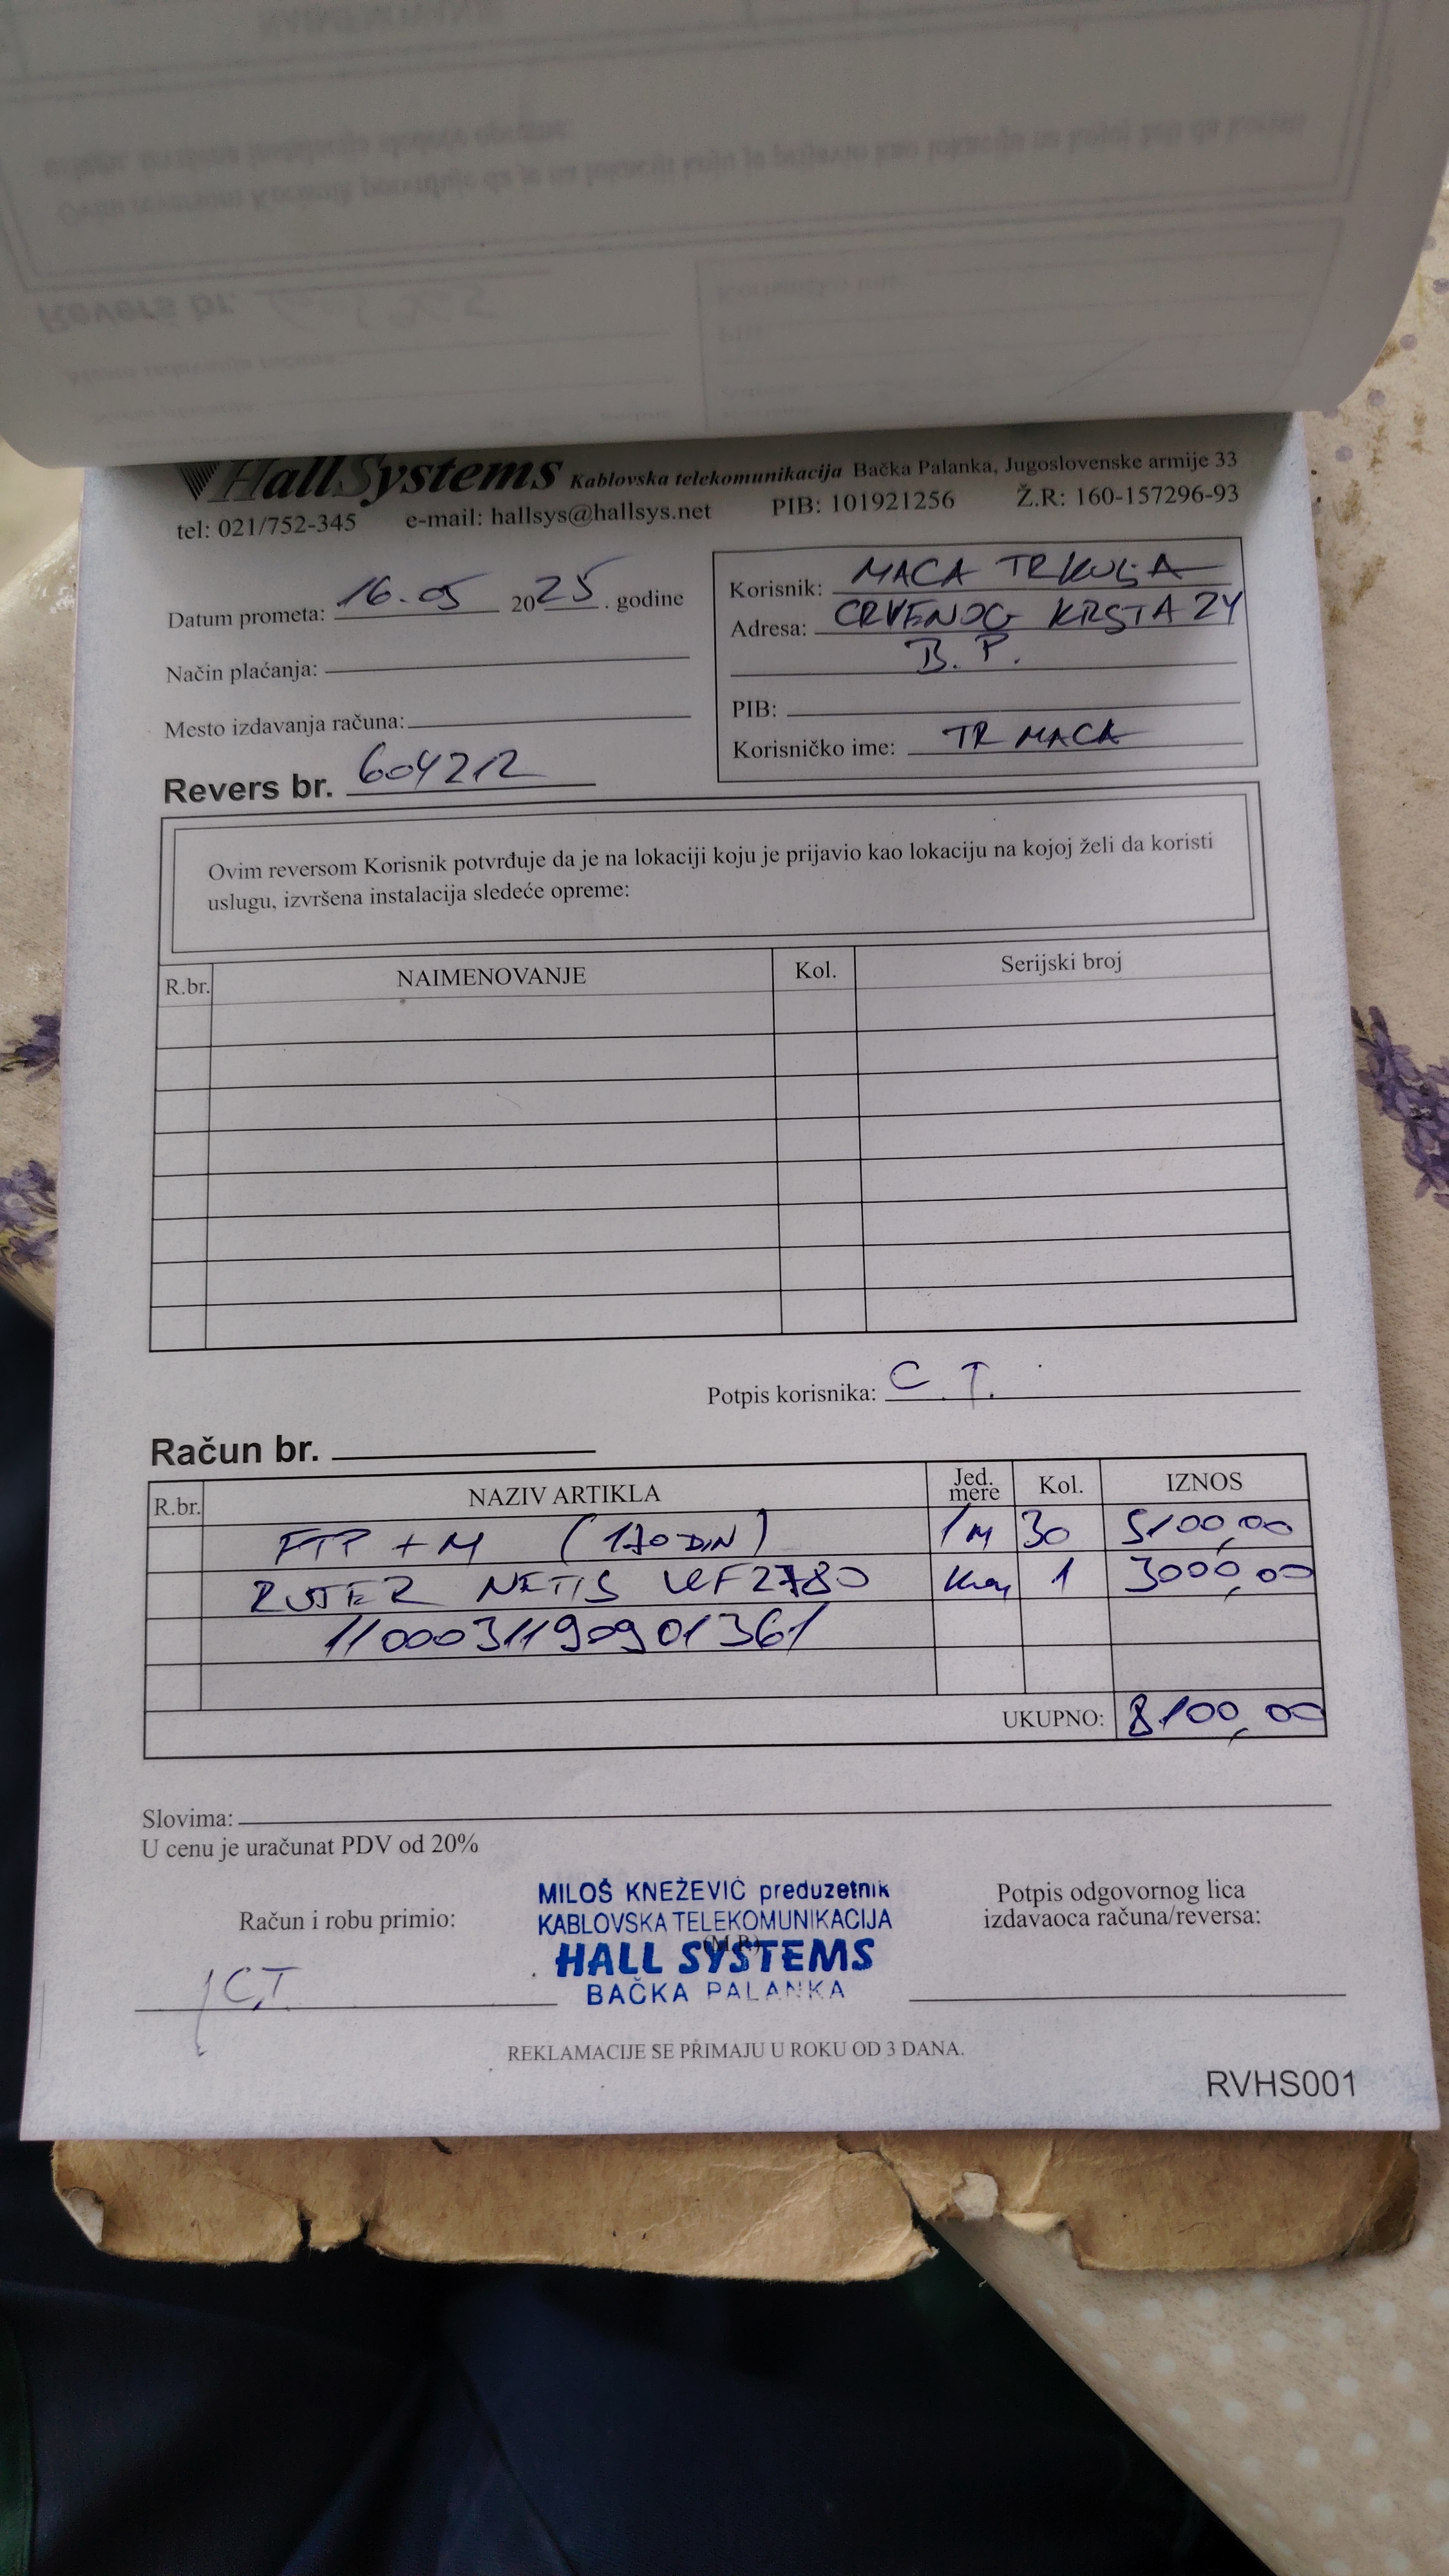 HallSystems Kablovska telekomunikacija Bačka Palanka, Jugoslovenske armije 33
tel: 021/752-345 e-mail: hallsys@hallsys.net PIB: 101921256 Ž.R: 160-157296-93
Datum prometa: 16.05 2025. godine
Način plaćanja:
Mesto izdavanja računa:
Revers br. 604212
Korisnik: MACA TRKULJA
Adresa: CRVENOG KRSTA 24
B.P.
PIB:
Korisničko ime: TR MACA
Ovim reversom Korisnik potvrđuje da je na lokaciji koju je prijavio kao lokaciju na kojoj želi da koristi
uslugu, izvršena instalacija sledeće opreme:
R.br. NAIMENOVANJE Kol. Serijski broj
Potpis korisnika: C.T.
Račun br.
R.br. NAZIV ARTIKLA Jed. mere Kol. IZNOS
FTP + M (170 DIN) 1m 30 5100,00
RUTER NETIS WF2780 kom 1 3000,00
1100031190901361
UKUPNO: 8100,00
Slovima:
U cenu je uračunat PDV od 20%
Račun i robu primio:
CT
MILOŠ KNEŽEVIĆ preduzetnik
KABLOVSKA TELEKOMUNIKACIJA
(M.P.)
HALL SYSTEMS
BAČKA PALANKA
Potpis odgovornog lica
izdavaoca računa/reversa:
REKLAMACIJE SE PRIMAJU U ROKU OD 3 DANA.
RVHS001